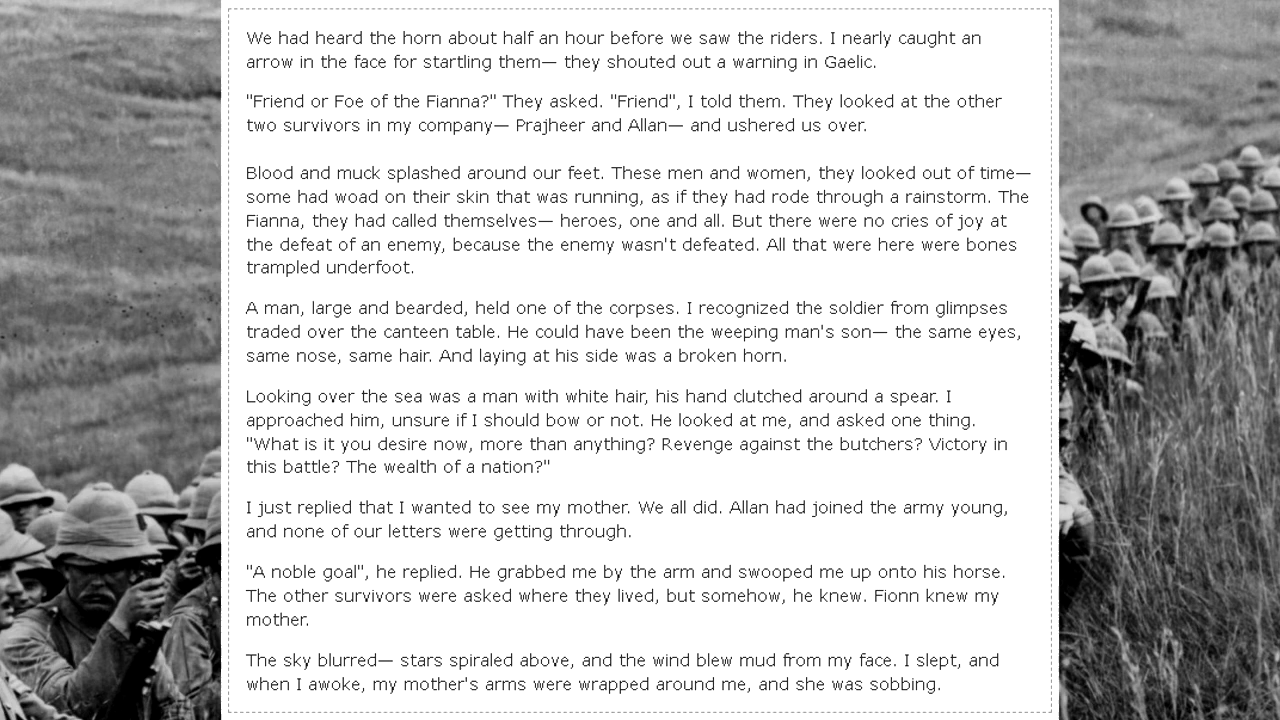 We had heard the horn about half an hour before we saw the riders. I nearly caught an
arrow in the face for startling them— they shouted out a warning in Gaelic.
"Friend or Foe of the Fianna?" They asked. "Friend", I told them. They looked at the other
two survivors in my company— Prajheer and Allan— and ushered us over.
Blood and muck splashed around our feet. These men and women, they looked out of time—
some had woad on their skin that was running, as if they had rode through a rainstorm. The
Fianna, they had called themselves— heroes, one and all. But there were no cries of joy at
the defeat of an enemy, because the enemy wasn't defeated. All that were here were bones
trampled underfoot.
A man, large and bearded, held one of the corpses. I recognized the soldier from glimpses
traded over the canteen table. He could have been the weeping man's son— the same eyes,
same nose, same hair. And laying at his side was a broken horn.
Looking over the sea was a man with white hair, his hand clutched around a spear. I
approached him, unsure if I should bow or not. He looked at me, and asked one thing.
"What is it you desire now, more than anything? Revenge against the butchers? Victory in
this battle? The wealth of a nation?"
I just replied that I wanted to see my mother. We all did. Allan had joined the army young,
and none of our letters were getting through.
"A noble goal", he replied. He grabbed me by the arm and swooped me up onto his horse.
The other survivors were asked where they lived, but somehow, he knew. Fionn knew my
mother.
The sky blurred— stars spiraled above, and the wind blew mud from my face. I slept, and
when I awoke, my mother's arms were wrapped around me, and she was sobbing.